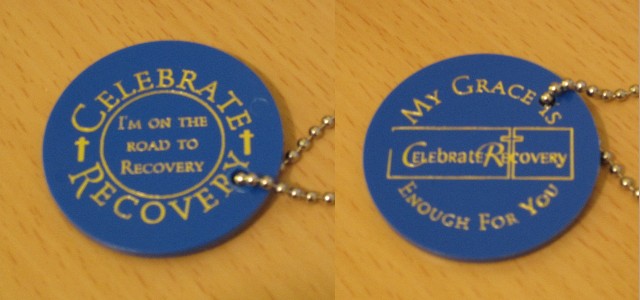 Celebrate
I'm on the
road to
Recovery
Recovery
My Grace is
Celebrate Recovery
Enough For You